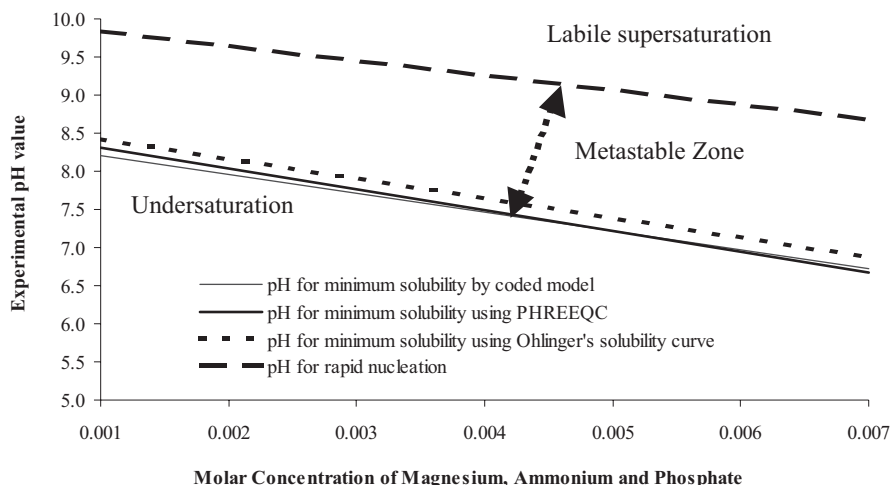 10.0
Labile supersaturation
9.5
9.0
8.5
Metastable Zone
8.0
7.5
Undersaturation
7.0
6.5
pH for minimum solubility by coded model
pH for minimum solubility using PHREEQC
6.0
pH for minimum solubility using Ohlinger's solubility curve
5.5
pH for rapid nucleation
5.0
0.001 0.002 0.003 0.004 0.005 0.006 0.007
Experimental pH value
Molar Concentration of Magnesium, Ammonium and Phosphate